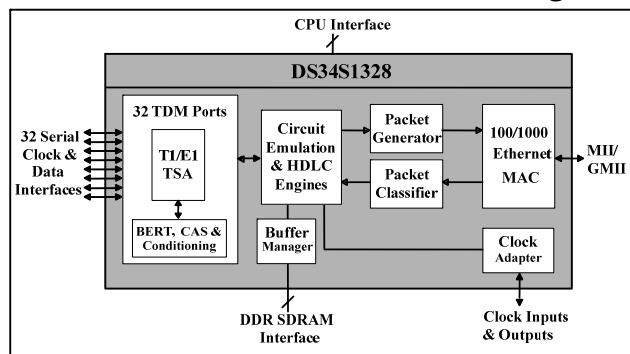 CPU Interface
DS34S1328
32 TDM Ports
T1/E1
TSA
BERT, CAS &
Conditioning
32 Serial
Clock &
Data
Interfaces
Circuit
Emulation
& HDLC
Engines
Buffer
Manager
Packet
Generator
Packet
Classifier
100/1000
Ethernet
MAC
MII/
GMII
Clock
Adapter
DDR SDRAM
Interface
Clock Inputs
& Outputs